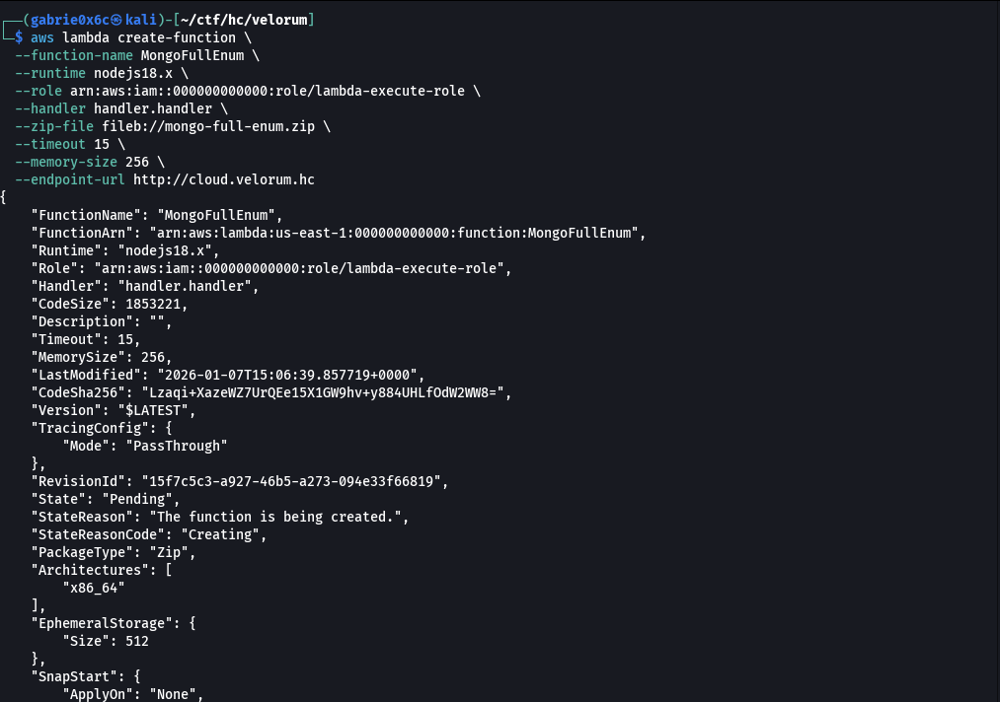 ┌──(gabrie0x6c㉿kali)-[~/ctf/hc/velorum]
└─$ aws lambda create-function \
--function-name MongoFullEnum \
--runtime nodejs18.x \
--role arn:aws:iam::000000000000:role/lambda-execute-role \
--handler handler.handler \
--zip-file fileb://mongo-full-enum.zip \
--timeout 15 \
--memory-size 256 \
--endpoint-url http://cloud.velorum.hc
{
    "FunctionName": "MongoFullEnum",
    "FunctionArn": "arn:aws:lambda:us-east-1:000000000000:function:MongoFullEnum",
    "Runtime": "nodejs18.x",
    "Role": "arn:aws:iam::000000000000:role/lambda-execute-role",
    "Handler": "handler.handler",
    "CodeSize": 1853221,
    "Description": "",
    "Timeout": 15,
    "MemorySize": 256,
    "LastModified": "2026-01-07T15:06:39.857719+0000",
    "CodeSha256": "Lzaqi+XazeWZ7UrQEe15X1GW9hv+y884UHLfOdW2WW8=",
    "Version": "$LATEST",
    "TracingConfig": {
        "Mode": "PassThrough"
    },
    "RevisionId": "15f7c5c3-a927-46b5-a273-094e33f66819",
    "State": "Pending",
    "StateReason": "The function is being created.",
    "StateReasonCode": "Creating",
    "PackageType": "Zip",
    "Architectures": [
        "x86_64"
    ],
    "EphemeralStorage": {
        "Size": 512
    },
    "SnapStart": {
        "ApplyOn": "None",